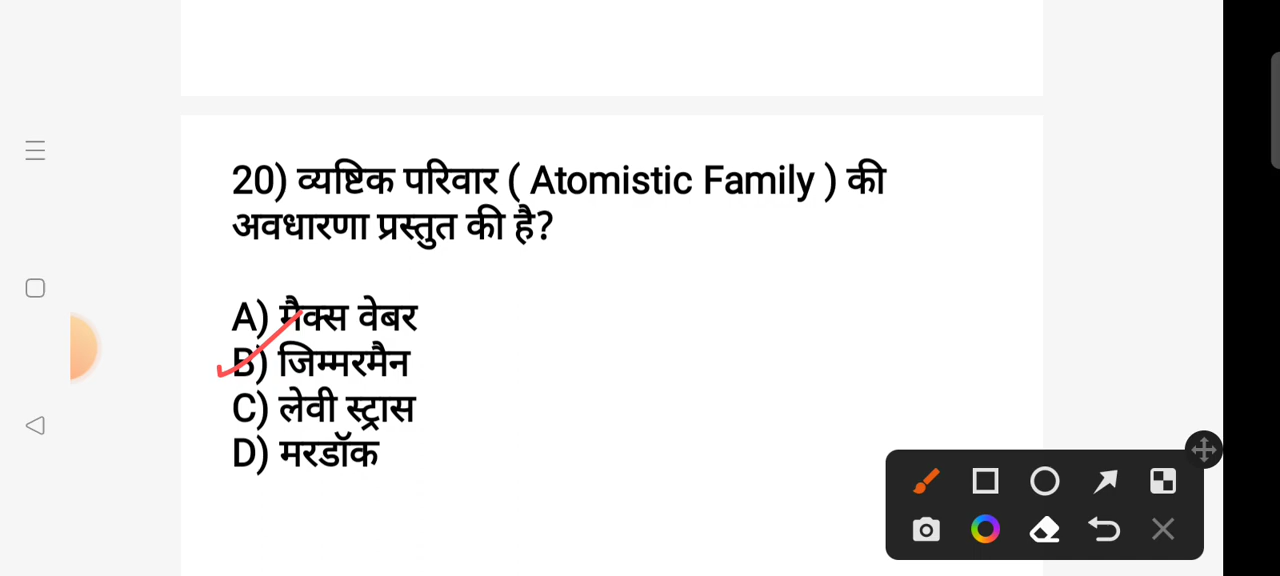 20) व्यष्टिक परिवार ( Atomistic Family ) की
अवधारणा प्रस्तुत की है?
A) मैक्स वेबर
B) जिम्मरमैन
C) लेवी स्ट्रास
D) मरडॉक